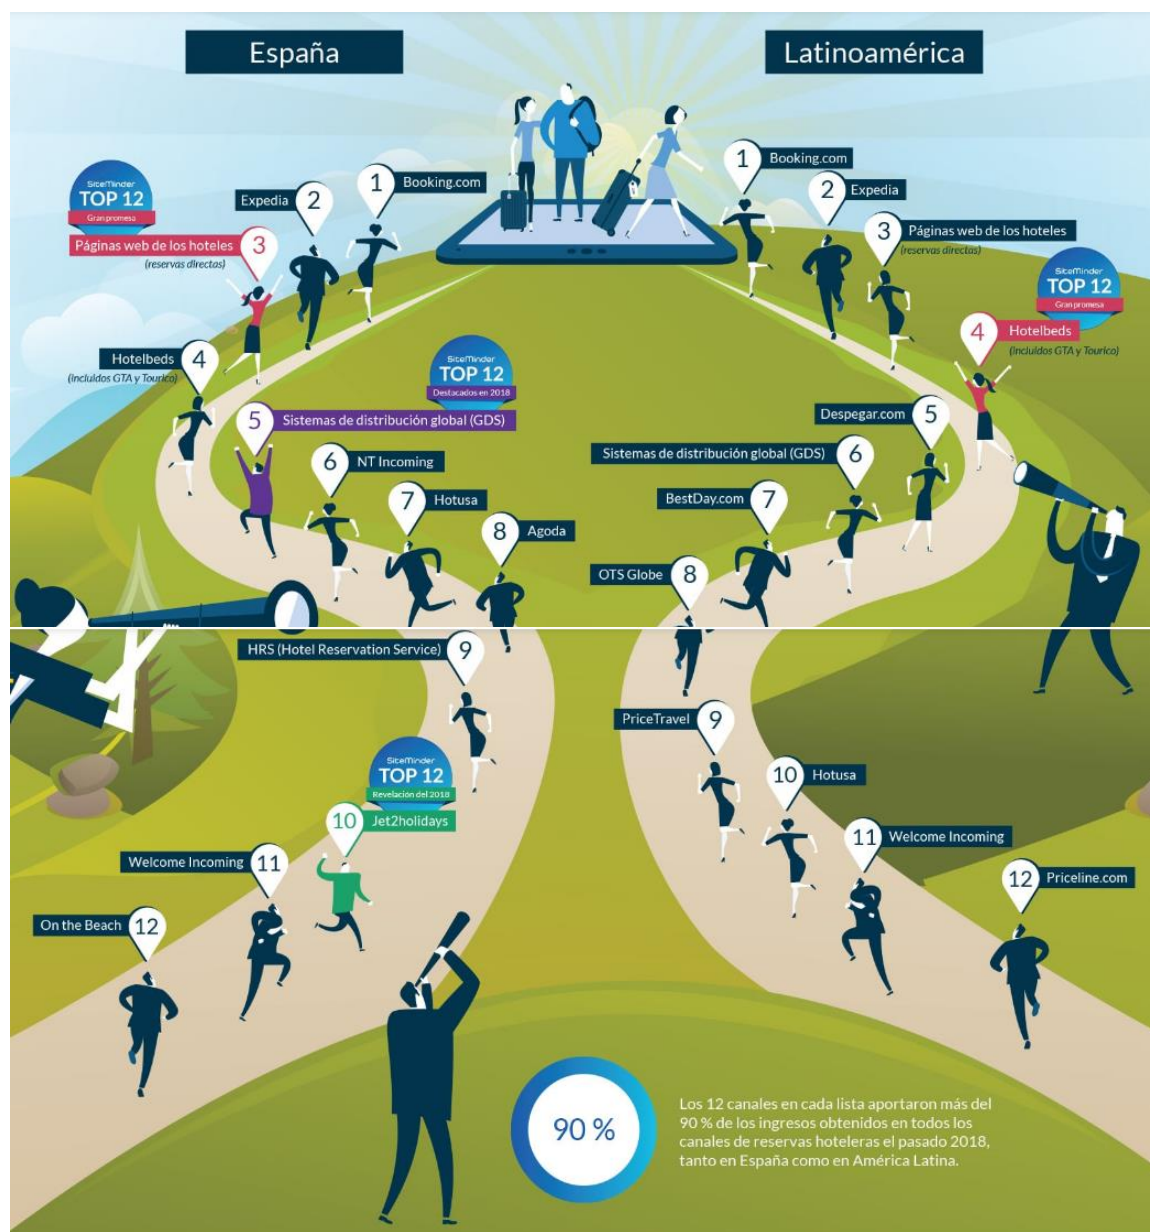 España
Latinoamérica
SiteMinder
TOP 12
Gran promesa
1 Booking.com
Expedia 2
Páginas web de los hoteles 3
(reservas directas)
Hotelbeds 4
(incluidos GTA y Tourico)
SiteMinder
TOP 12
Destacados en 2018
5 Sistemas de distribución global (GDS)
6 NT Incoming
7 Hotusa
8 Agoda
HRS (Hotel Reservation Service) 9
SiteMinder
TOP 12
Revelación del 2018
10 Jet2holidays
Welcome Incoming 11
On the Beach 12
1 Booking.com
2 Expedia
3 Páginas web de los hoteles
(reservas directas)
SiteMinder
TOP 12
Gran promesa
4 Hotelbeds
(incluidos GTA y Tourico)
Despegar.com 5
Sistemas de distribución global (GDS) 6
BestDay.com 7
OTS Globe 8
PriceTravel 9
10 Hotusa
11 Welcome Incoming
12 Priceline.com
90 %
Los 12 canales en cada lista aportaron más del
90 % de los ingresos obtenidos en todos los
canales de reservas hoteleras el pasado 2018,
tanto en España como en América Latina.